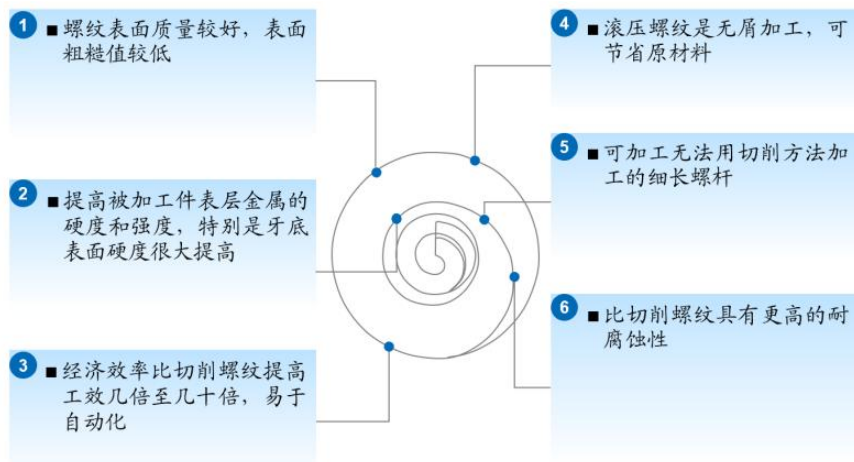 1
■螺纹表面质量较好，表面
粗糙值较低
2
■提高被加工件表层金属的
硬度和强度，特别是牙底
表面硬度很大提高
3
■经济效率比切削螺纹提高
工效几倍至几十倍，易于
自动化
4
■滚压螺纹是无屑加工，可
节省原材料
5
■可加工无法用切削方法加
工的细长螺杆
6
■比切削螺纹具有更高的耐
腐蚀性